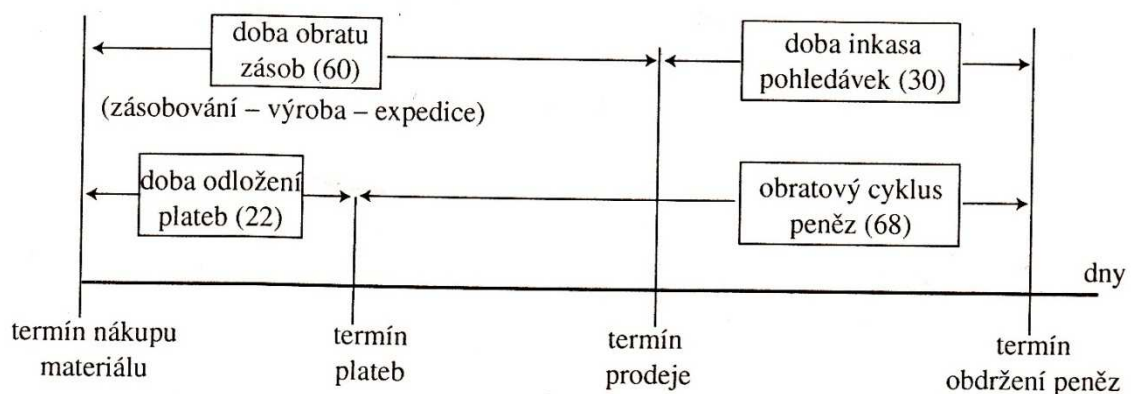 doba obratu
zásob (60)
doba inkasa
pohledávek (30)
(zásobování – výroba – expedice)
doba odložení
plateb (22)
obratový cyklus
peněz (68)
dny
termín nákupu
materiálu
termín
plateb
termín
prodeje
termín
obdržení peněz